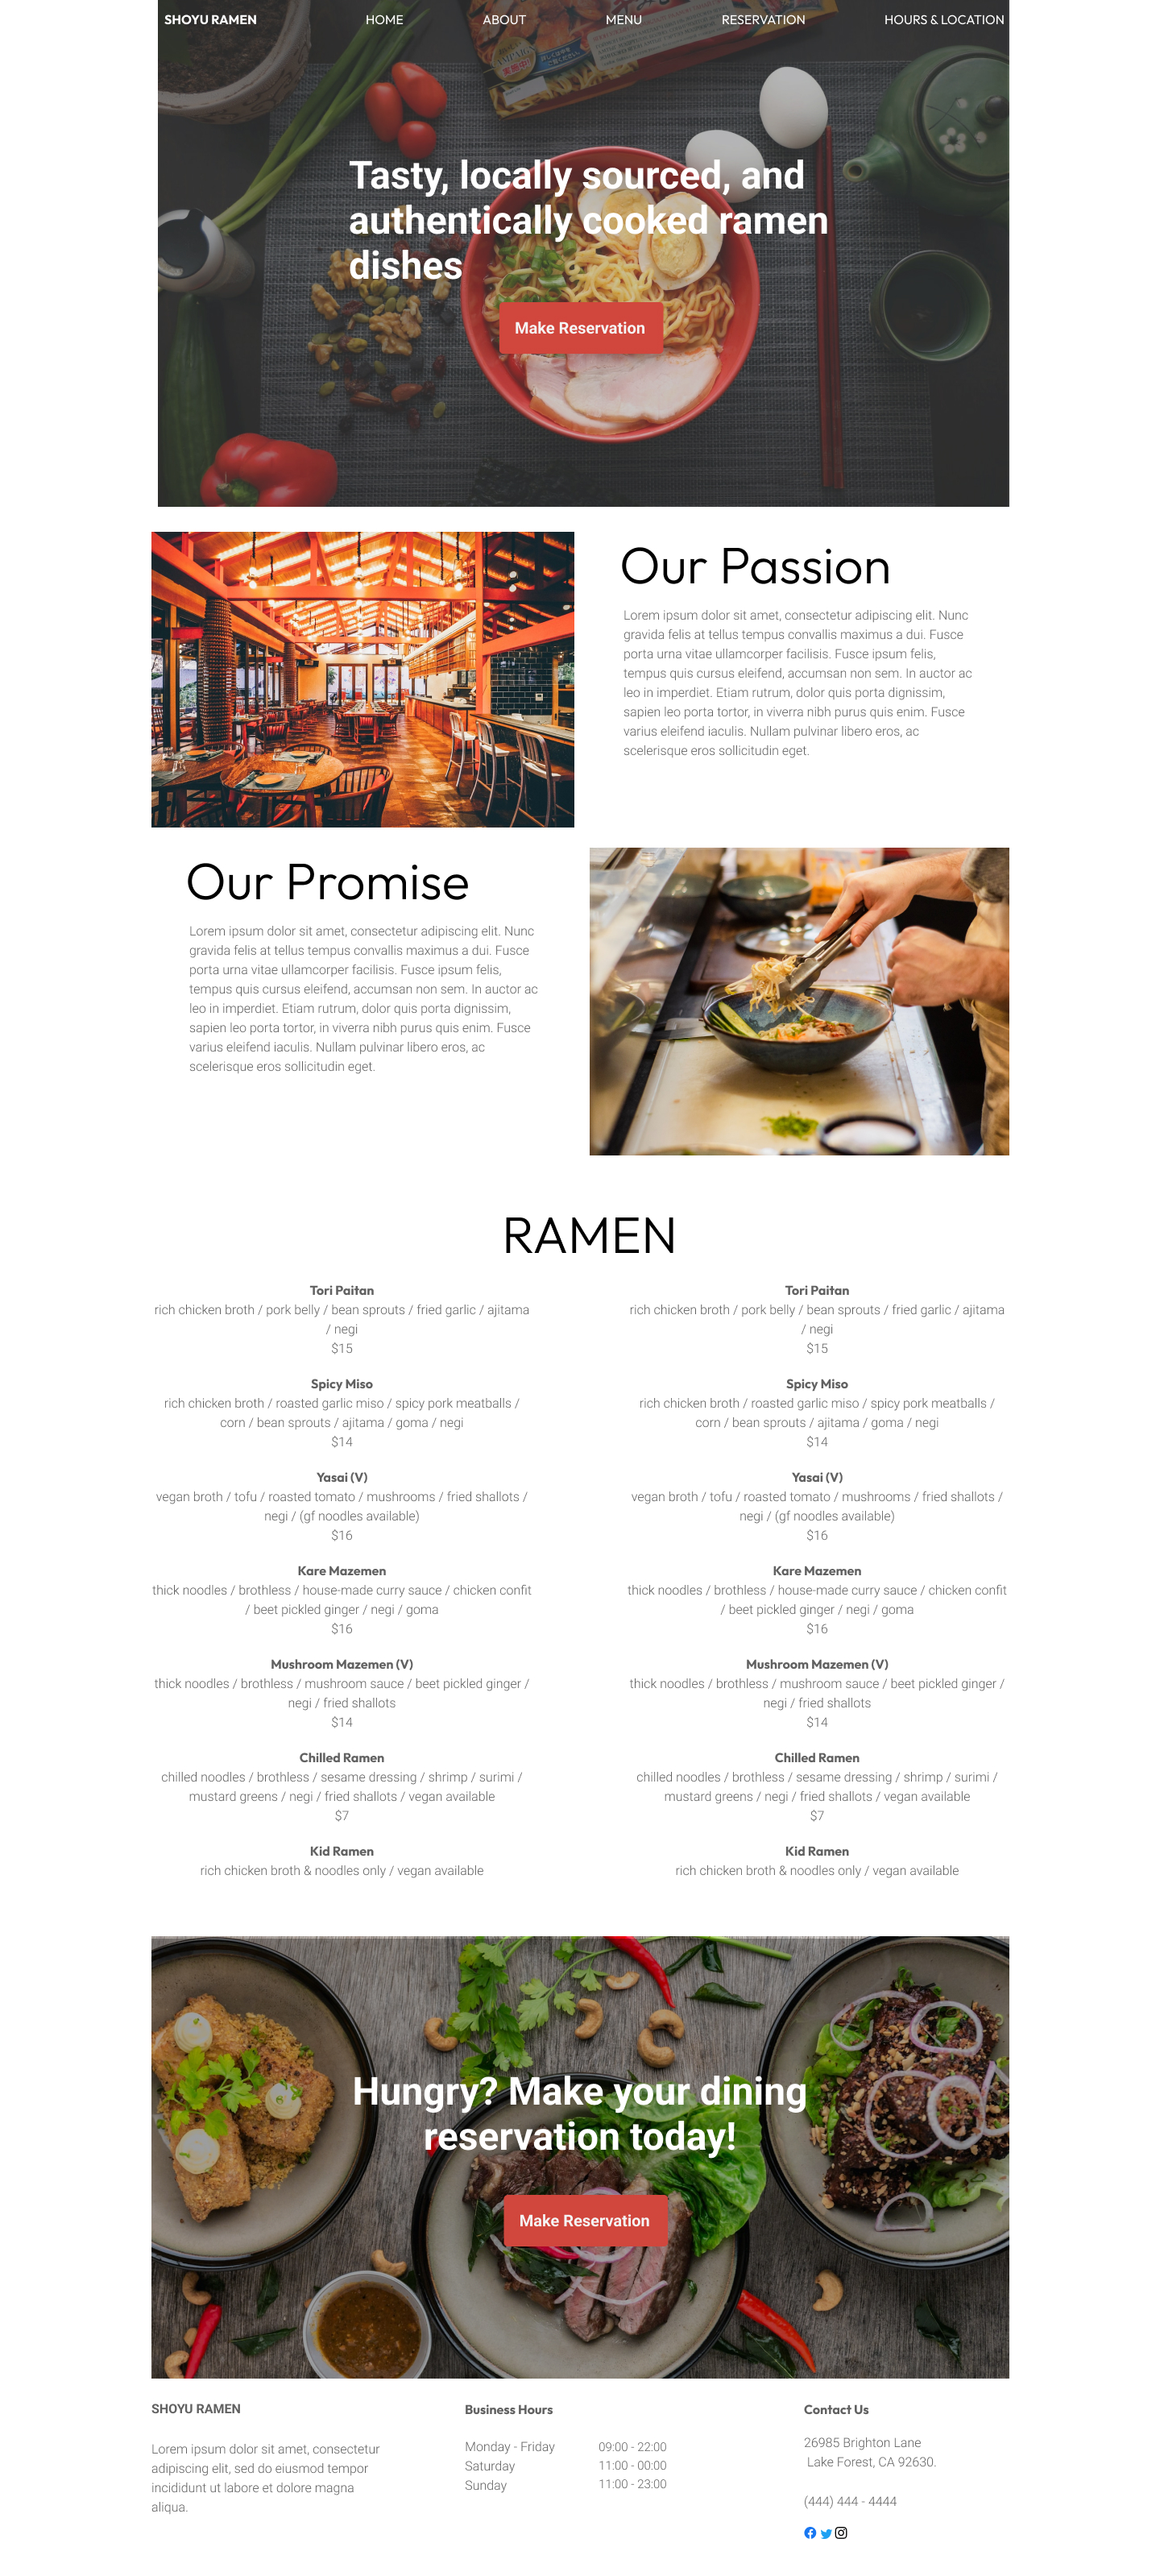 SHOYU RAMEN
HOME
ABOUT
MENU
RESERVATION
HOURS & LOCATION
Tasty, locally sourced, and
authentically cooked ramen
dishes
Make Reservation
Our Passion
Lorem ipsum dolor sit amet, consectetur adipiscing elit. Nunc
gravida felis at tellus tempus convallis maximus a dui. Fusce
porta urna vitae ullamcorper facilisis. Fusce ipsum felis,
tempus quis cursus eleifend, accumsan non sem. In auctor ac
leo in imperdiet. Etiam rutrum, dolor quis porta dignissim,
sapien leo porta tortor, in viverra nibh purus quis enim. Fusce
varius eleifend iaculis. Nullam pulvinar libero eros, ac
scelerisque eros sollicitudin eget.
Our Promise
Lorem ipsum dolor sit amet, consectetur adipiscing elit. Nunc
gravida felis at tellus tempus convallis maximus a dui. Fusce
porta urna vitae ullamcorper facilisis. Fusce ipsum felis,
tempus quis cursus eleifend, accumsan non sem. In auctor ac
leo in imperdiet. Etiam rutrum, dolor quis porta dignissim,
sapien leo porta tortor, in viverra nibh purus quis enim. Fusce
varius eleifend iaculis. Nullam pulvinar libero eros, ac
scelerisque eros sollicitudin eget.
RAMEN
Tori Paitan
rich chicken broth / pork belly / bean sprouts / fried garlic / ajitama
/ negi
$15
Spicy Miso
rich chicken broth / roasted garlic miso / spicy pork meatballs /
corn / bean sprouts / ajitama / goma / negi
$14
Yasai (V)
vegan broth / tofu / roasted tomato / mushrooms / fried shallots /
negi / (gf noodles available)
$16
Kare Mazemen
thick noodles / brothless / house-made curry sauce / chicken confit
/ beet pickled ginger / negi / goma
$16
Mushroom Mazemen (V)
thick noodles / brothless / mushroom sauce / beet pickled ginger /
negi / fried shallots
$14
Chilled Ramen
chilled noodles / brothless / sesame dressing / shrimp / surimi /
mustard greens / negi / fried shallots / vegan available
$7
Kid Ramen
rich chicken broth & noodles only / vegan available
Tori Paitan
rich chicken broth / pork belly / bean sprouts / fried garlic / ajitama
/ negi
$15
Spicy Miso
rich chicken broth / roasted garlic miso / spicy pork meatballs /
corn / bean sprouts / ajitama / goma / negi
$14
Yasai (V)
vegan broth / tofu / roasted tomato / mushrooms / fried shallots /
negi / (gf noodles available)
$16
Kare Mazemen
thick noodles / brothless / house-made curry sauce / chicken confit
/ beet pickled ginger / negi / goma
$16
Mushroom Mazemen (V)
thick noodles / brothless / mushroom sauce / beet pickled ginger /
negi / fried shallots
$14
Chilled Ramen
chilled noodles / brothless / sesame dressing / shrimp / surimi /
mustard greens / negi / fried shallots / vegan available
$7
Kid Ramen
rich chicken broth & noodles only / vegan available
Hungry? Make your dining
reservation today!
Make Reservation
SHOYU RAMEN
Lorem ipsum dolor sit amet, consectetur
adipiscing elit, sed do eiusmod tempor
incididunt ut labore et dolore magna
aliqua.
Business Hours
Monday - Friday 09:00 - 22:00
Saturday 11:00 - 00:00
Sunday 11:00 - 23:00
Contact Us
26985 Brighton Lane
Lake Forest, CA 92630.
(444) 444 - 4444